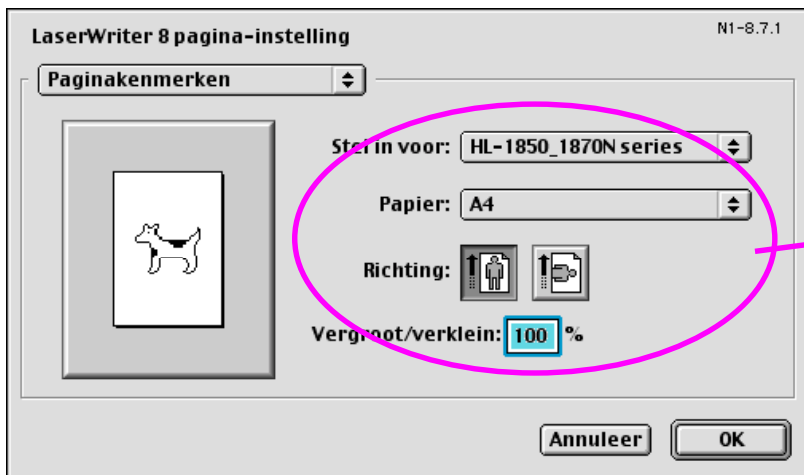 LaserWriter 8 pagina-instelling
N1-8.7.1
Paginakenmerken
Stel in voor: HL-1850_1870N series
Papier: A4
Richting:
Vergroot/verklein: 100 %
Annuleer
OK